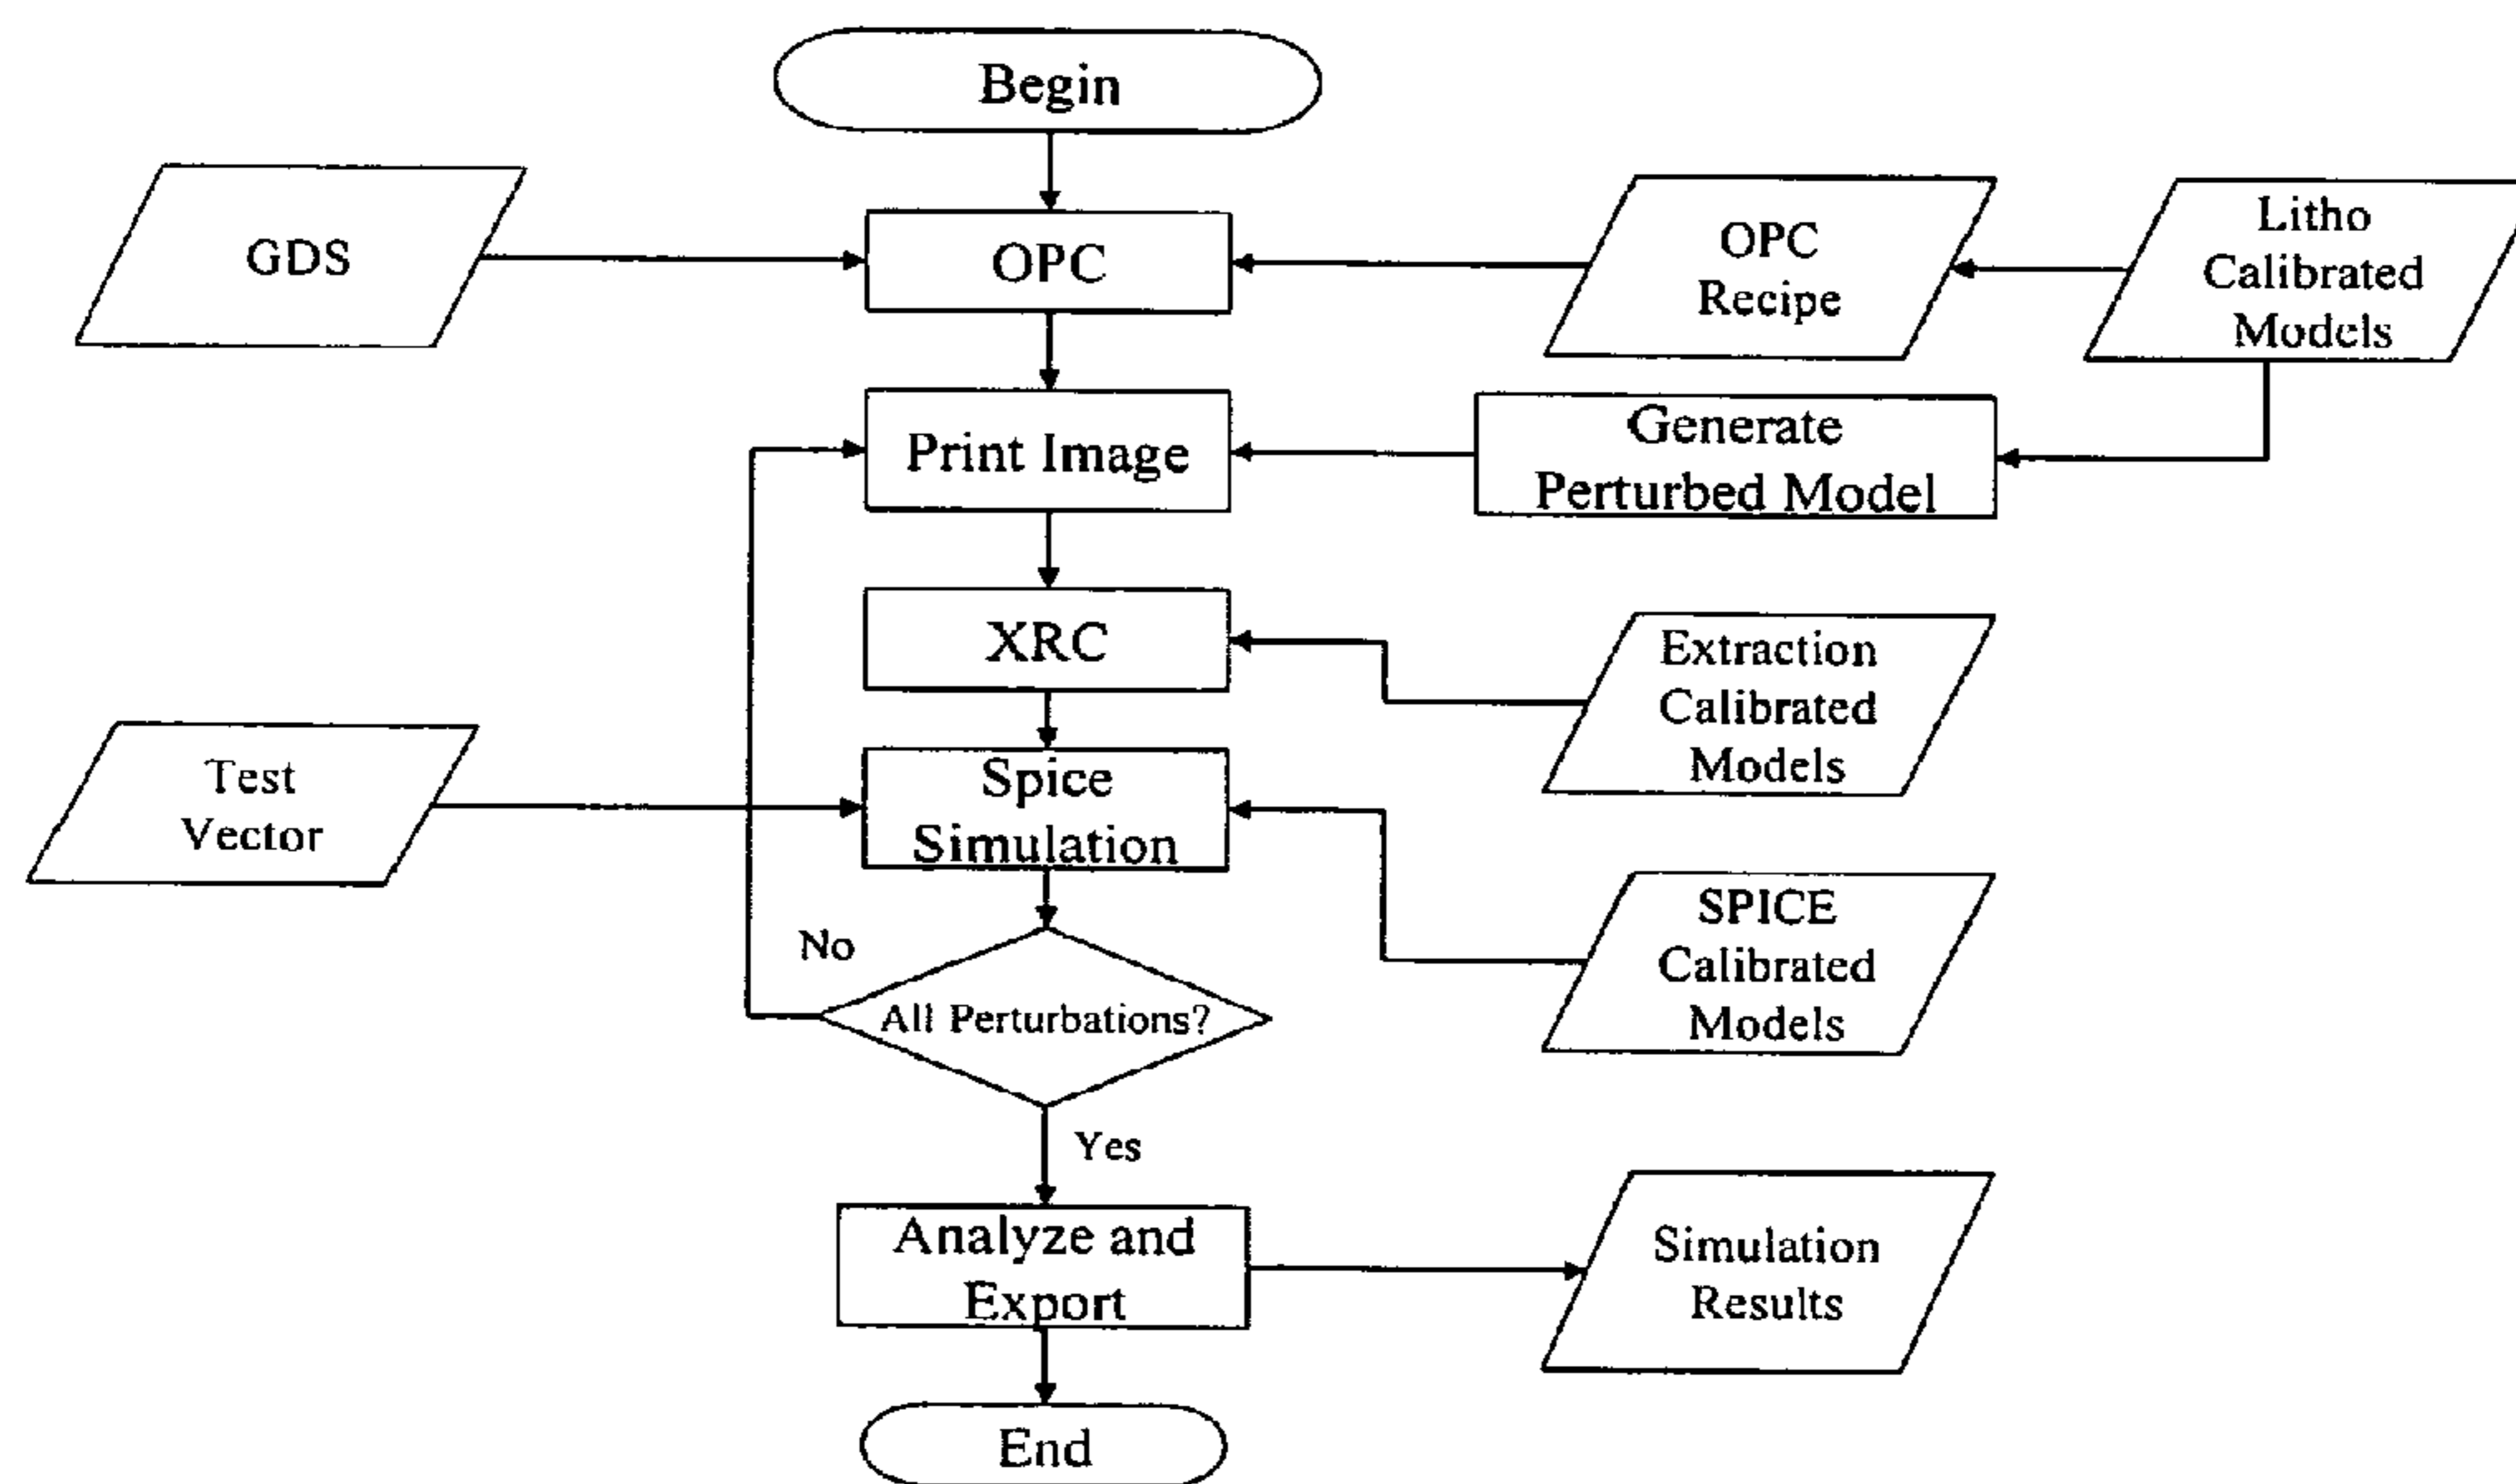 Begin
GDS
OPC
OPC
Recipe
Litho
Calibrated
Models
Print Image
Generate
Perturbed Model
XRC
Extraction
Calibrated
Models
Test
Vector
Spice
Simulation
SPICE
Calibrated
Models
No
All Perturbations?
Yes
Analyze and
Export
Simulation
Results
End